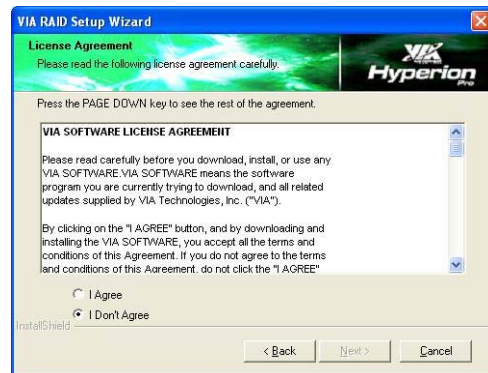 VIA RAID Setup Wizard
License Agreement
Please read the following license agreement carefully.
VIA
Hyperion
Pro
Press the PAGE DOWN key to see the rest of the agreement.
VIA SOFTWARE LICENSE AGREEMENT
Please read carefully before you download, install, or use any
VIA SOFTWARE.VIA SOFTWARE means the software
program you are currently trying to download, and all related
updates supplied by VIA Technologies, Inc. ("VIA").
By clicking on the "I AGREE" button, and by downloading and
installing the VIA SOFTWARE, you accept all the terms and
conditions of this Agreement. If you do not agree to the terms
and conditions of this Agreement, do not click the "I AGREE"
I Agree
I Don't Agree
InstallShield
< Back
Next >
Cancel